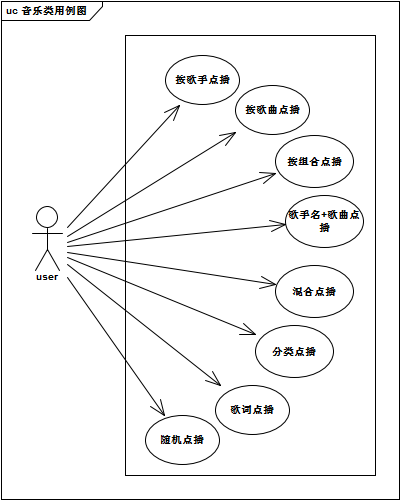 uc 音乐类用例图
按歌手点播
按歌曲点播
按组合点播
歌手名+歌曲点
播
user
混合点播
分类点播
歌词点播
随机点播